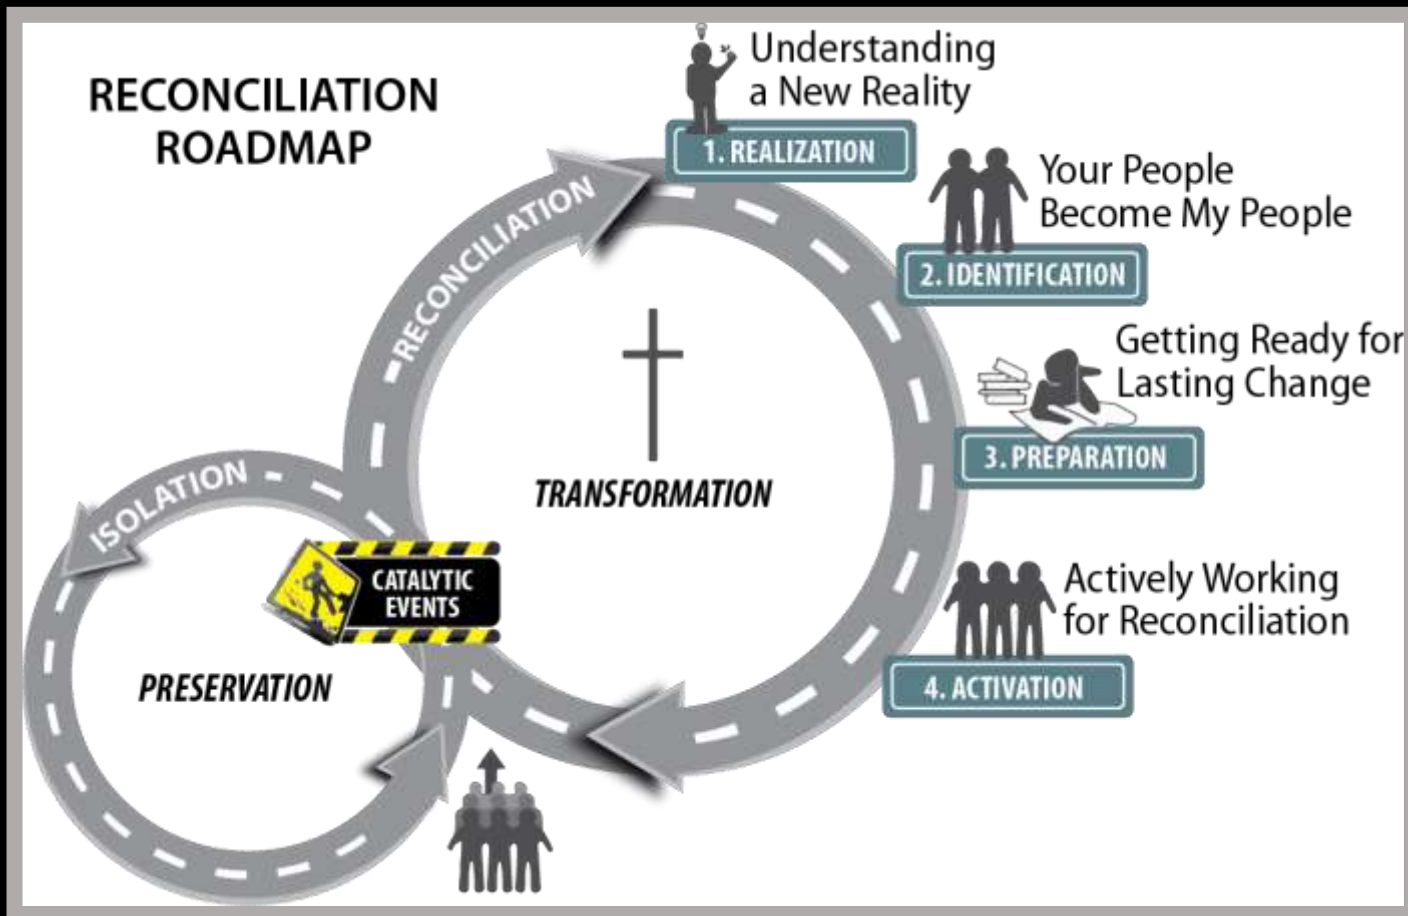 RECONCILIATION
ROADMAP
Understanding
a New Reality
1. REALIZATION
Your People
Become My People
2. IDENTIFICATION
Getting Ready for
Lasting Change
3. PREPARATION
Actively Working
for Reconciliation
4. ACTIVATION
RECONCILIATION
TRANSFORMATION
ISOLATION
CATALYTIC
EVENTS
PRESERVATION